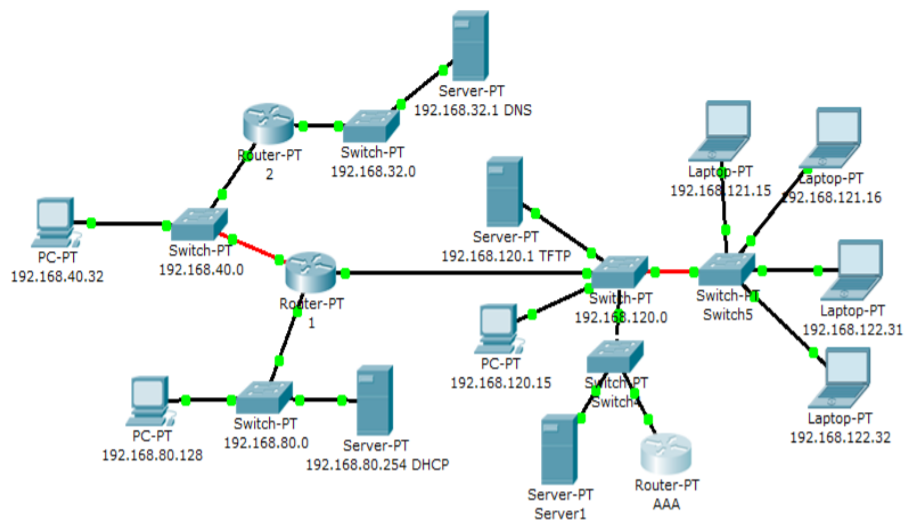 Server-PT
192.168.32.1 DNS
Router-PT
2
Switch-PT
192.168.32.0
Laptop-PT
192.168.121.15
Laptop-PT
192.168.121.16
PC-PT
192.168.40.32
Switch-PT
192.168.40.0
Server-PT
192.168.120.1 TFTP
Router-PT
1
Switch-PT
192.168.120.0
Switch-PT
Switch5
Laptop-PT
192.168.122.31
PC-PT
192.168.120.15
Switch-PT
Switch4
Laptop-PT
192.168.122.32
PC-PT
192.168.80.128
Switch-PT
192.168.80.0
Server-PT
192.168.80.254 DHCP
Server-PT
Server1
Router-PT
AAA